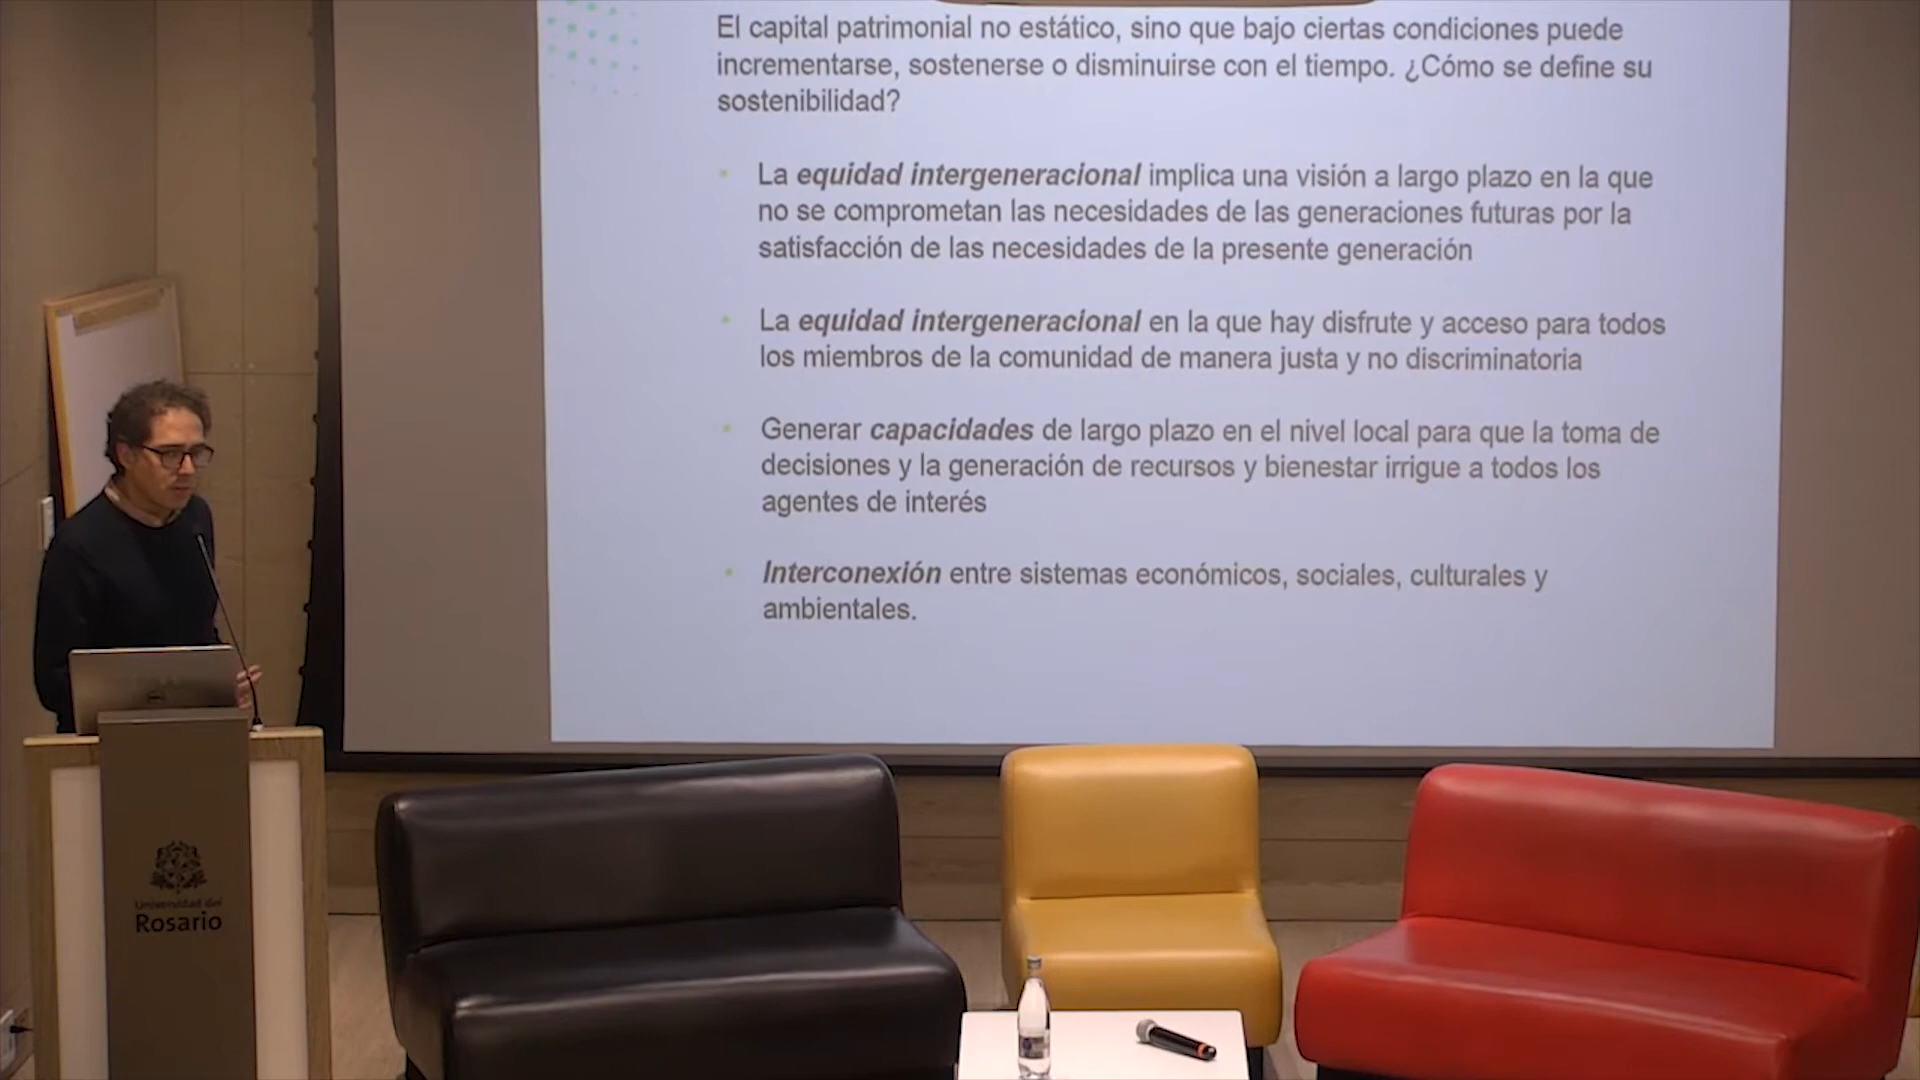 El capital patrimonial no estático, sino que bajo ciertas condiciones puede
incrementarse, sostenerse o disminuirse con el tiempo. ¿Cómo se define su
sostenibilidad?
La equidad intergeneracional implica una visión a largo plazo en la que
no se comprometan las necesidades de las generaciones futuras por la
satisfacción de las necesidades de la presente generación
La equidad intergeneracional en la que hay disfrute y acceso para todos
los miembros de la comunidad de manera justa y no discriminatoria
Generar capacidades de largo plazo en el nivel local para que la toma de
decisiones y la generación de recursos y bienestar irrigue a todos los
agentes de interés
Interconexión entre sistemas económicos, sociales, culturales y
ambientales.
Universidad del
Rosario